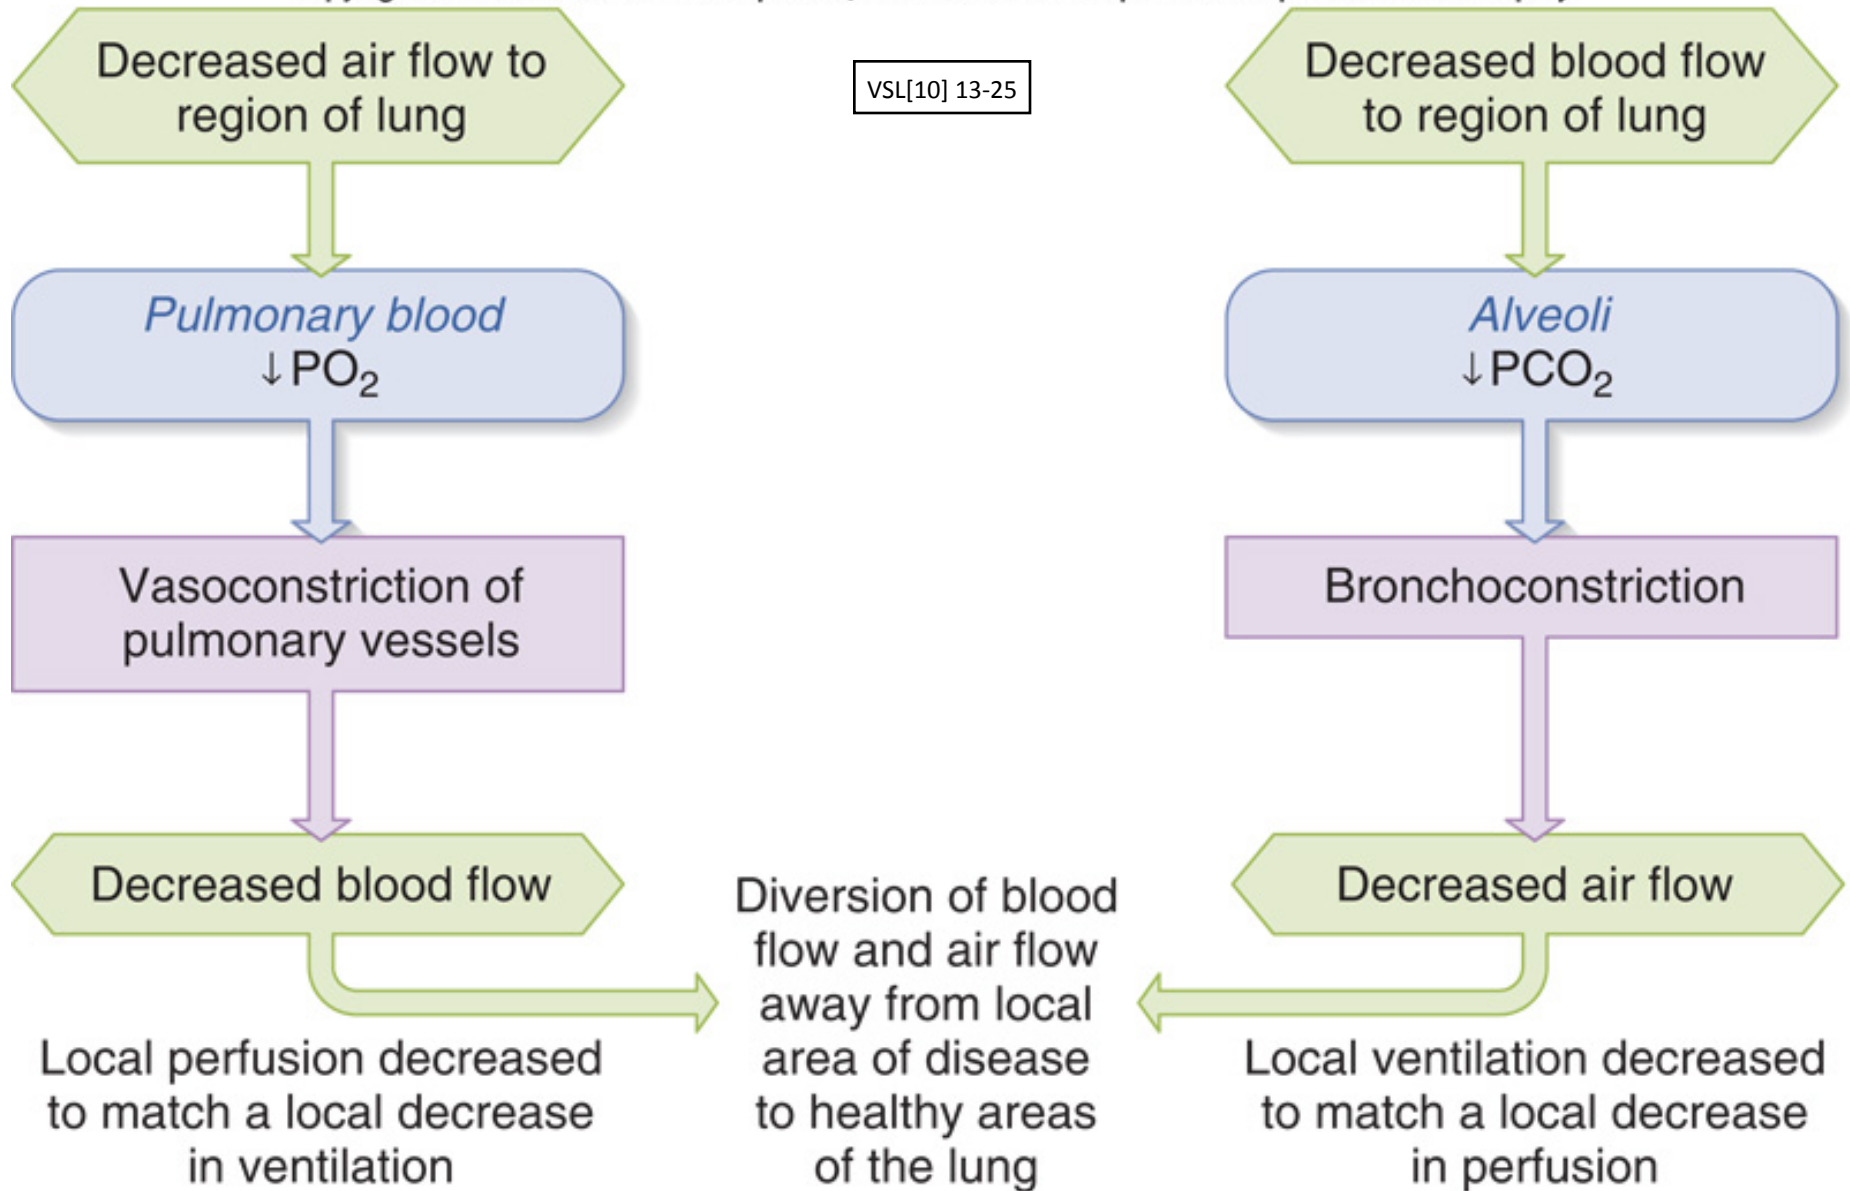 Decreased air flow to
region of lung
VSL[10] 13-25
Decreased blood flow
to region of lung
Pulmonary blood
↓PO₂
Alveoli
↓PCO₂
Vasoconstriction of
pulmonary vessels
Bronchoconstriction
Decreased blood flow
Decreased air flow
Diversion of blood
flow and air flow
away from local
area of disease
to healthy areas
of the lung
Local perfusion decreased
to match a local decrease
in ventilation
Local ventilation decreased
to match a local decrease
in perfusion